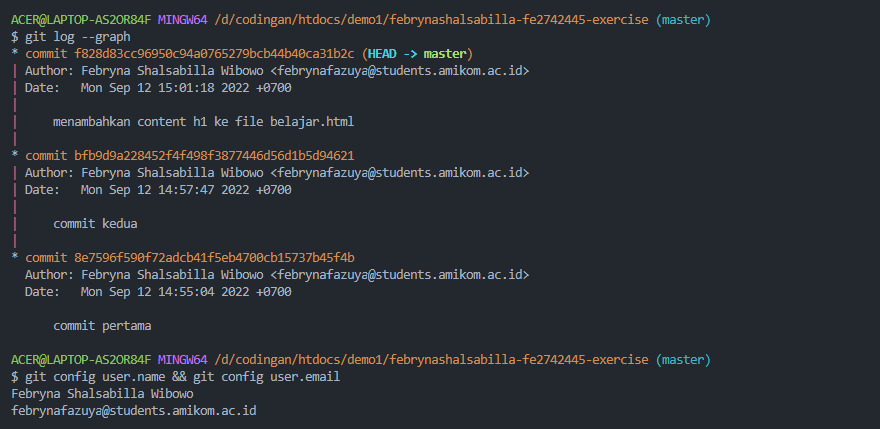 ACER@LAPTOP-AS2OR84F MINGW64 /d/codingan/htdocs/demo1/febrynashalsabilla-fe2742445-exercise (master)
$ git log --graph
* commit f828d83cc96950c94a0765279bcb44b40ca31b2c (HEAD -> master)
| Author: Febryna Shalsabilla Wibowo <febrynafazuya@students.amikom.ac.id>
| Date:   Mon Sep 12 15:01:18 2022 +0700
|
|     menambahkan content h1 ke file belajar.html
|
* commit bfb9d9a228452f4f498f3877446d56d1b5d94621
| Author: Febryna Shalsabilla Wibowo <febrynafazuya@students.amikom.ac.id>
| Date:   Mon Sep 12 14:57:47 2022 +0700
|
|     commit kedua
|
* commit 8e7596f590f72adcb41f5eb4700cb15737b45f4b
  Author: Febryna Shalsabilla Wibowo <febrynafazuya@students.amikom.ac.id>
  Date:   Mon Sep 12 14:55:04 2022 +0700

      commit pertama

ACER@LAPTOP-AS2OR84F MINGW64 /d/codingan/htdocs/demo1/febrynashalsabilla-fe2742445-exercise (master)
$ git config user.name && git config user.email
Febryna Shalsabilla Wibowo
febrynafazuya@students.amikom.ac.id